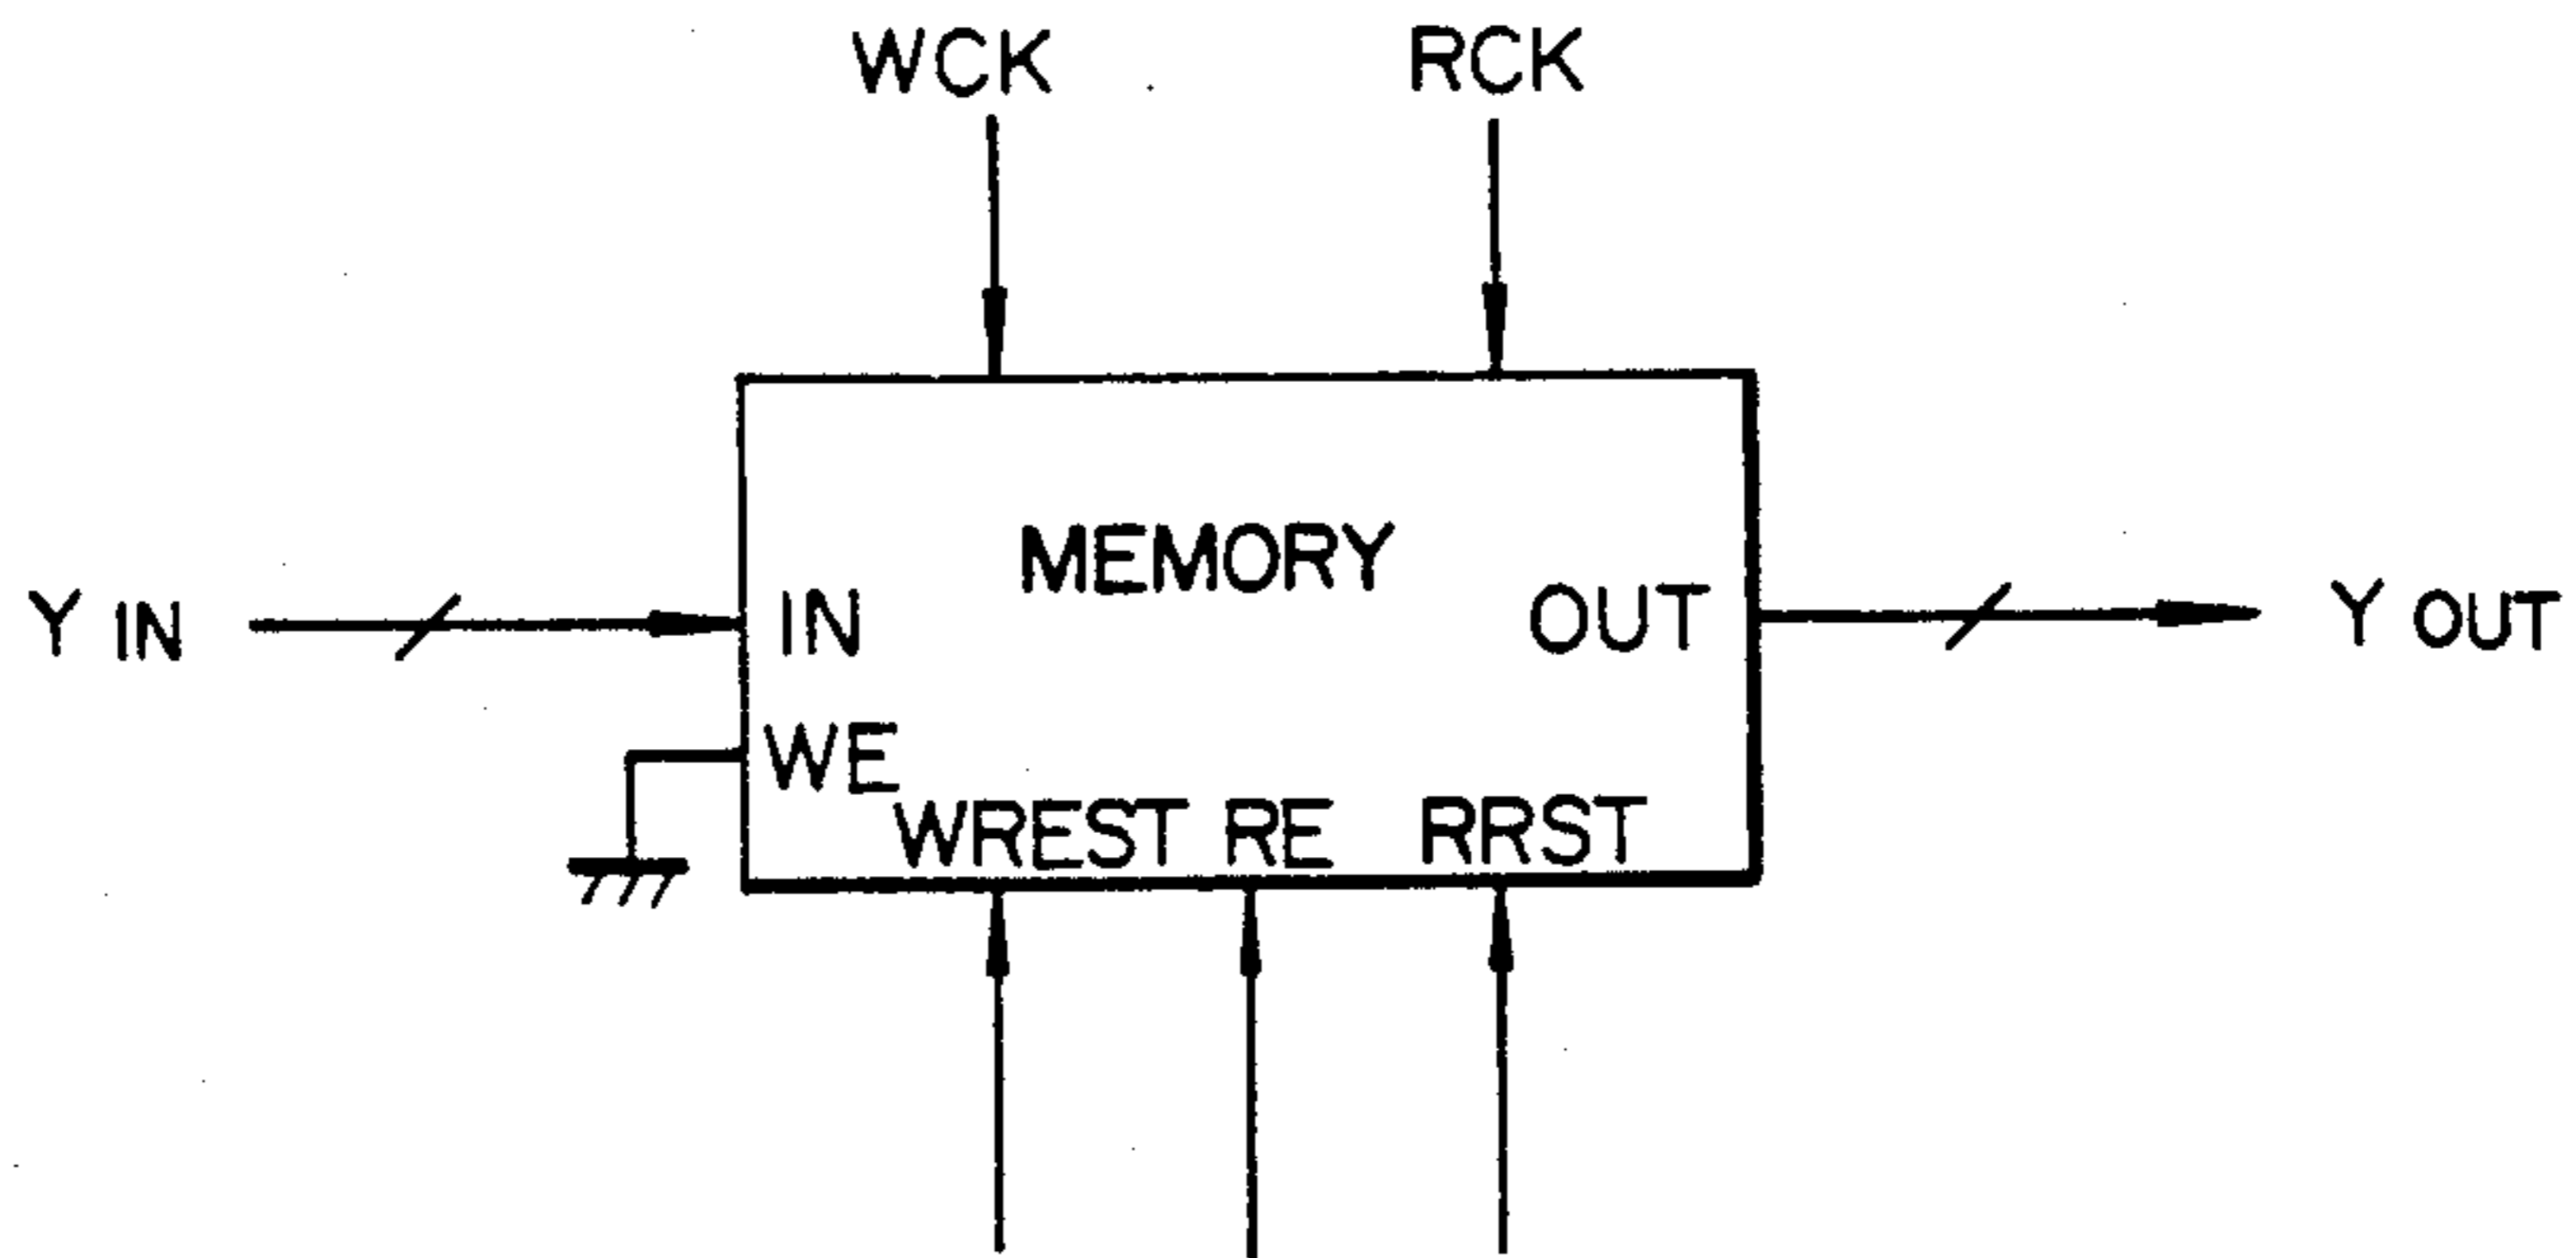 WCK RCK
MEMORY
Y IN IN OUT Y OUT
WE
WREST RE RRST